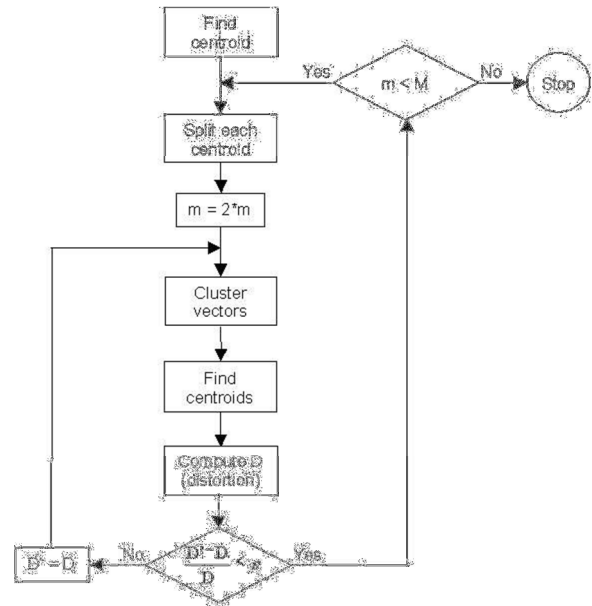 Find
centroid
Yes
m < M
No
Stop
Split each
centroid
m = 2*m
Cluster
vectors
Find
centroids
Compute D
(distortion)
D' = D
No
D' - D
D
<
Yes